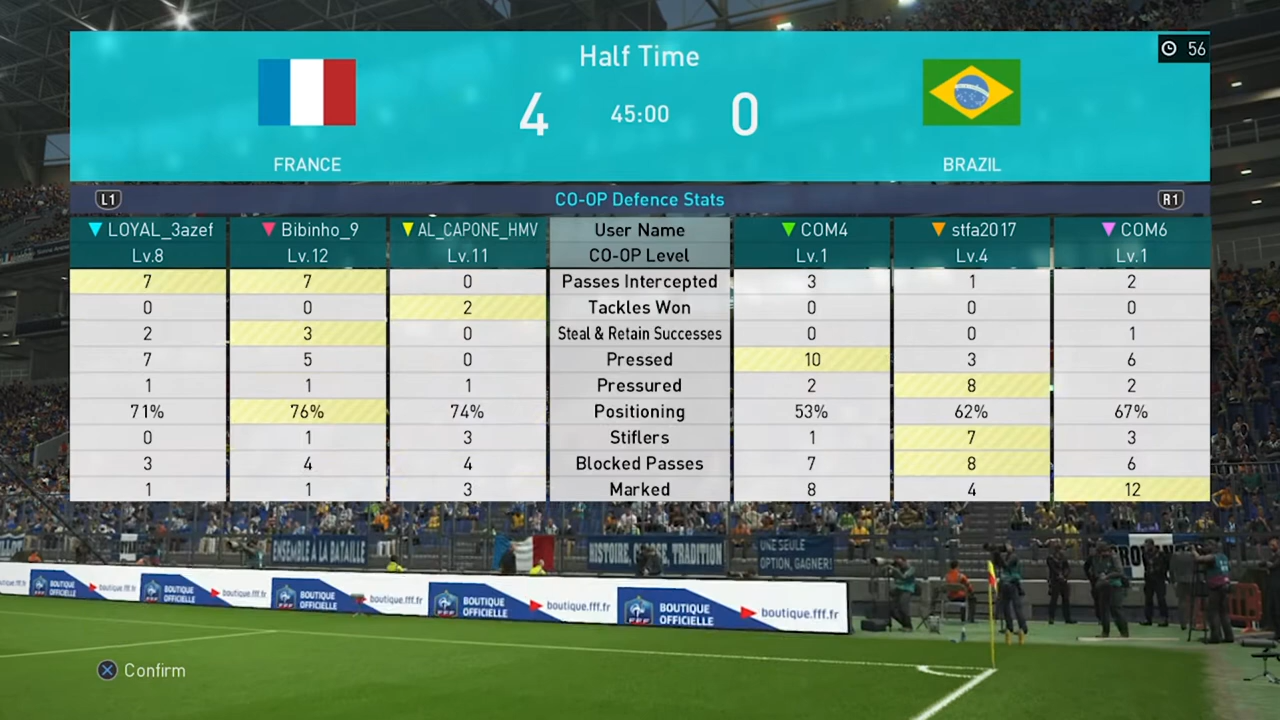 Half Time
56
4 45:00 0
FRANCE BRAZIL
L1 CO-OP Defence Stats R1
LOYAL_3azef Bibinho_9 AL_CAPONE_HMV User Name COM4 stfa2017 COM6
Lv.8 Lv.12 Lv.11 CO-OP Level Lv.1 Lv.4 Lv.1
7 7 0 Passes Intercepted 3 1 2
0 0 2 Tackles Won 0 0 0
2 3 0 Steal & Retain Successes 0 0 1
7 5 0 Pressed 10 3 6
1 1 1 Pressured 2 8 2
71% 76% 74% Positioning 53% 62% 67%
0 1 3 Stiflers 1 7 3
3 4 4 Blocked Passes 7 8 6
1 1 3 Marked 8 4 12
ENSEMBLE A LA BATAILLE
HISTOIRE, TRADITION
UNE SEULE
OPTION, GAGNER!
BOUTIQUE OFFICIELLE boutique.fff.fr
BOUTIQUE OFFICIELLE boutique.fff.fr
BOUTIQUE OFFICIELLE boutique.fff.fr
BOUTIQUE OFFICIELLE boutique.fff.fr
FFF BOUTIQUE OFFICIELLE boutique.fff.fr
Confirm